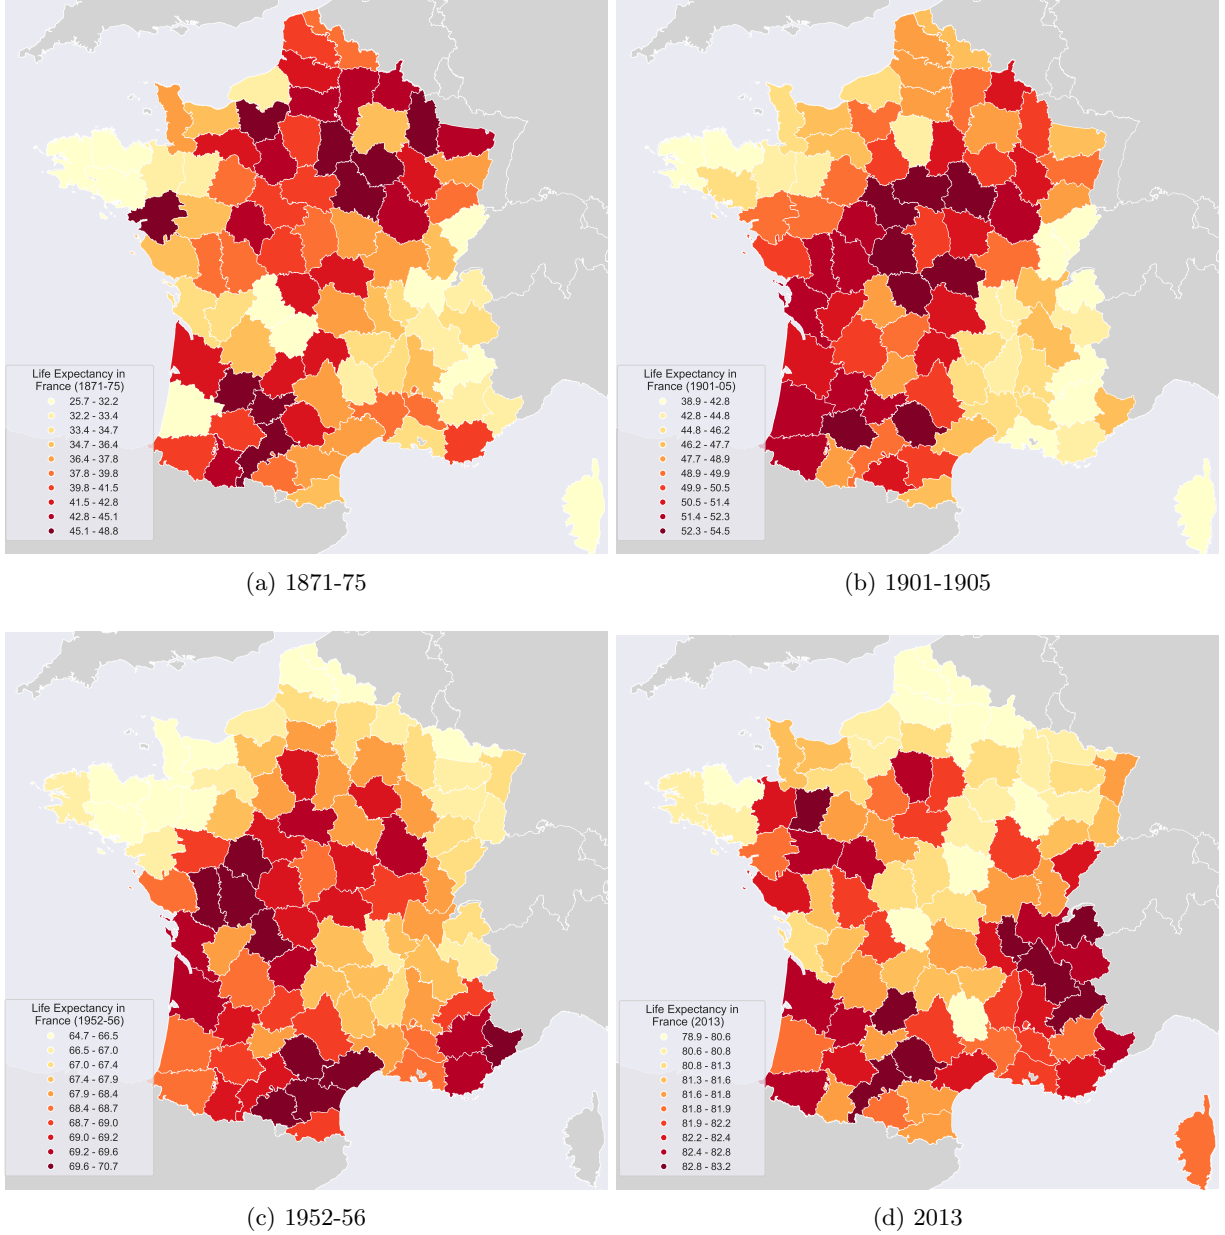 Life Expectancy in
France (1871-75)
25.7 - 32.2
32.2 - 33.4
33.4 - 34.7
34.7 - 36.4
36.4 - 37.8
37.8 - 39.8
39.8 - 41.5
41.5 - 42.8
42.8 - 45.1
45.1 - 48.8
(a) 1871-75
Life Expectancy in
France (1901-05)
38.9 - 42.8
42.8 - 44.8
44.8 - 46.2
46.2 - 47.7
47.7 - 48.9
48.9 - 49.9
49.9 - 50.5
50.5 - 51.4
51.4 - 52.3
52.3 - 54.5
(b) 1901-1905
Life Expectancy in
France (1952-56)
64.7 - 66.5
66.5 - 67.0
67.0 - 67.4
67.4 - 67.9
67.9 - 68.4
68.4 - 68.7
68.7 - 69.0
69.0 - 69.2
69.2 - 69.6
69.6 - 70.7
(c) 1952-56
Life Expectancy in
France (2013)
78.9 - 80.6
80.6 - 80.8
80.8 - 81.3
81.3 - 81.6
81.6 - 81.8
81.8 - 81.9
81.9 - 82.2
82.2 - 82.4
82.4 - 82.8
82.8 - 83.2
(d) 2013